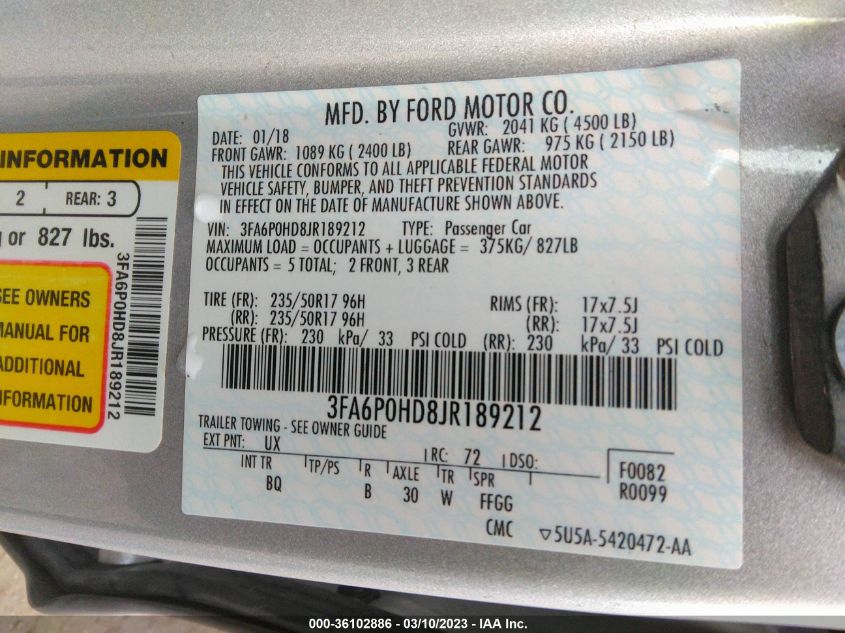 INFORMATION
2 REAR: 3
or 827 lbs.
SEE OWNERS
MANUAL FOR
ADDITIONAL
INFORMATION
3FA6P0HD8JR189212
MFD. BY FORD MOTOR CO.
DATE: 01/18 GVWR: 2041 KG ( 4500 LB)
FRONT GAWR: 1089 KG ( 2400 LB) REAR GAWR: 975 KG ( 2150 LB)
THIS VEHICLE CONFORMS TO ALL APPLICABLE FEDERAL MOTOR
VEHICLE SAFETY, BUMPER, AND THEFT PREVENTION STANDARDS
IN EFFECT ON THE DATE OF MANUFACTURE SHOWN ABOVE.
VIN: 3FA6P0HD8JR189212 TYPE: Passenger Car
MAXIMUM LOAD = OCCUPANTS + LUGGAGE = 375KG/ 827LB
OCCUPANTS = 5 TOTAL; 2 FRONT, 3 REAR
TIRE (FR): 235/50R17 96H RIMS (FR): 17x7.5J
(RR): 235/50R17 96H (RR): 17x7.5J
PRESSURE (FR): 230 kPa/ 33 PSI COLD (RR): 230 kPa/ 33 PSI COLD
3FA6P0HD8JR189212
TRAILER TOWING - SEE OWNER GUIDE
EXT PNT: UX RC: 72 DSO: F0082
INT TR TP/PS R AXLE TR SPR R0099
BQ B 30 W FFGG
CMC ▽5U5A-5420472-AA
000-36102886 - 03/10/2023 - IAA Inc.